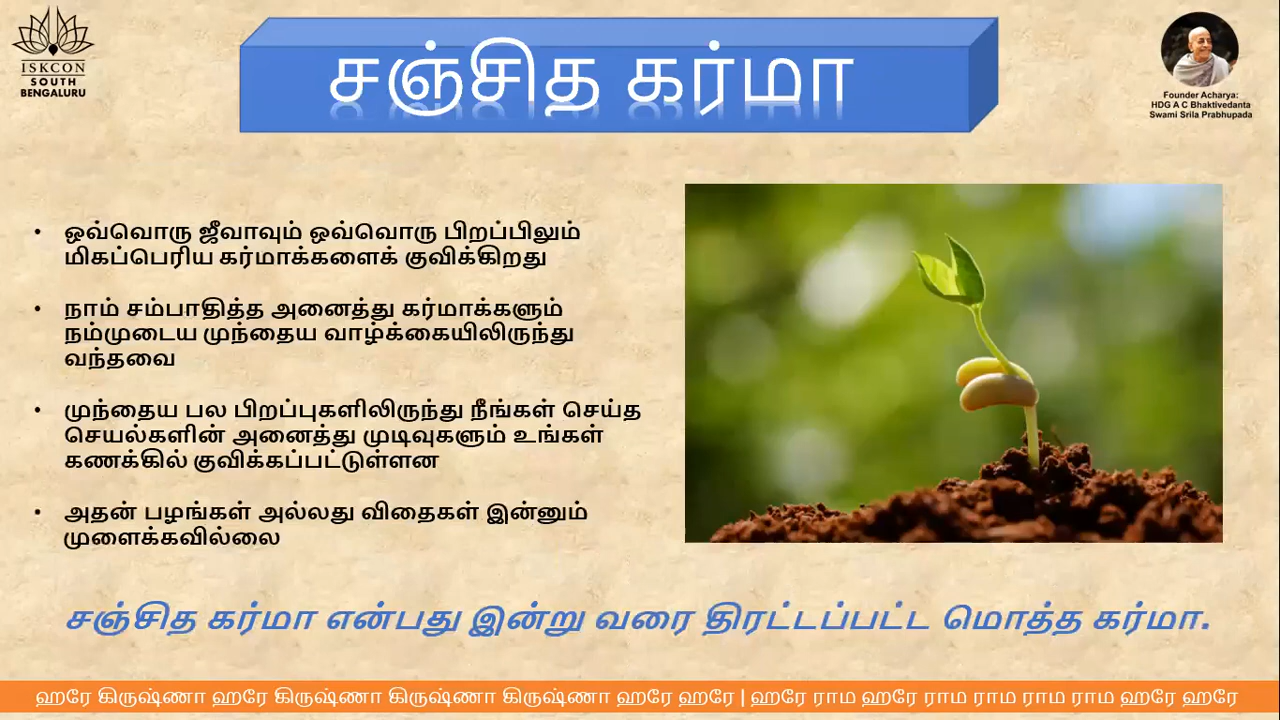 ISKCON
SOUTH
BENGALURU
சஞ்சித கர்மா
Founder Acharya:
HDG A C Bhaktivedanta
Swami Srila Prabhupada
• ஒவ்வொரு ஜீவாவும் ஒவ்வொரு பிறப்பிலும்
மிகப்பெரிய கர்மாக்களைக் குவிக்கிறது
• நாம் சம்பாதித்த அனைத்து கர்மாக்களும்
நம்முடைய முந்தைய வாழ்க்கையிலிருந்து
வந்தவை
• முந்தைய பல பிறப்புகளிலிருந்து நீங்கள் செய்த
செயல்களின் அனைத்து முடிவுகளும் உங்கள்
கணக்கில் குவிக்கப்பட்டுள்ளன
• அதன் பழங்கள் அல்லது விதைகள் இன்னும்
முளைக்கவில்லை
சஞ்சித கர்மா என்பது இன்று வரை திரட்டப்பட்ட மொத்த கர்மா.
ஹரே கிருஷ்ணா ஹரே கிருஷ்ணா கிருஷ்ணா கிருஷ்ணா ஹரே ஹரே | ஹரே ராம ஹரே ராம ராம ராம ராம ஹரே ஹரே